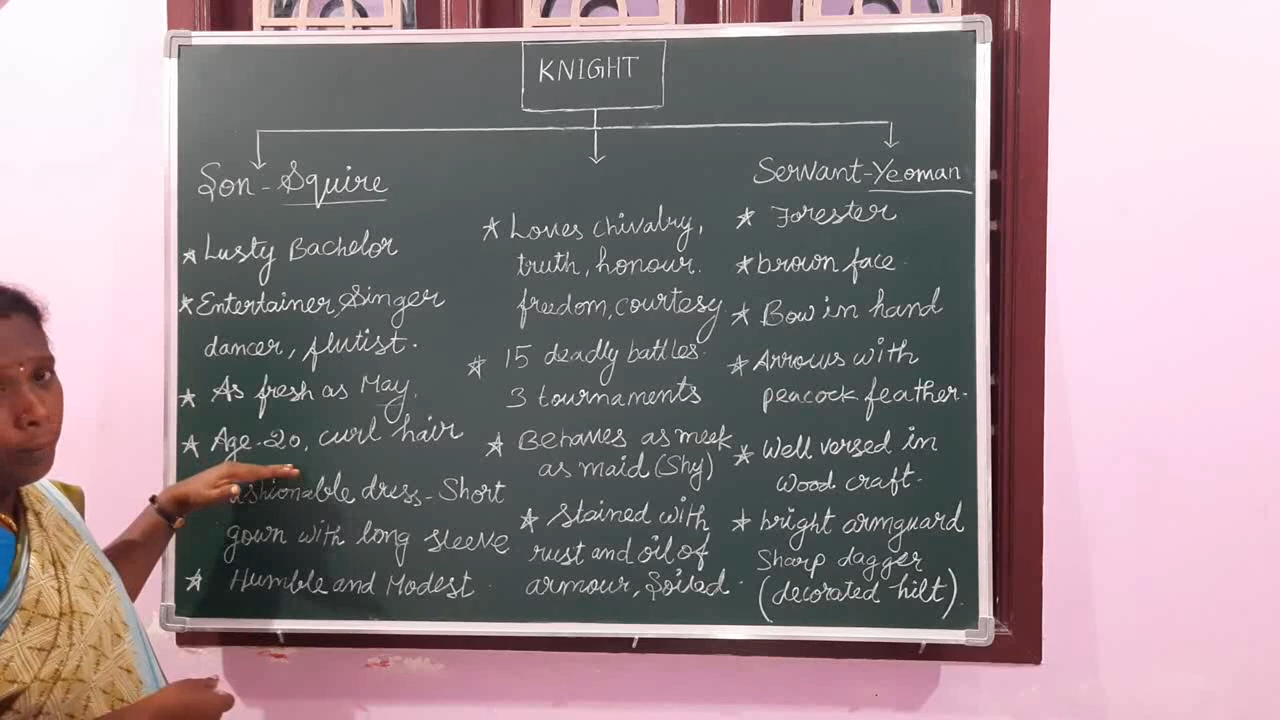 KNIGHT
Son - Squire
* Lusty Bachelor
* Entertainer, Singer
dancer, flutist.
* As fresh as May.
* Age-20, curl hair
ashionable dress - Short
gown with long sleeve
* Humble and Modest
* Loves chivalry,
truth, honour.
freedom, courtesy
* 15 deadly battles.
3 tournaments
* Behaves as meek
as maid (Shy)
* Stained with
rust and oil of
armour, Soiled.
Servant-Yeoman
* Forester
* brown face
* Bow in hand
* Arrows with
peacock feather.
* Well versed in
Wood craft.
* bright armguard
Sharp dagger
(decorated hilt).